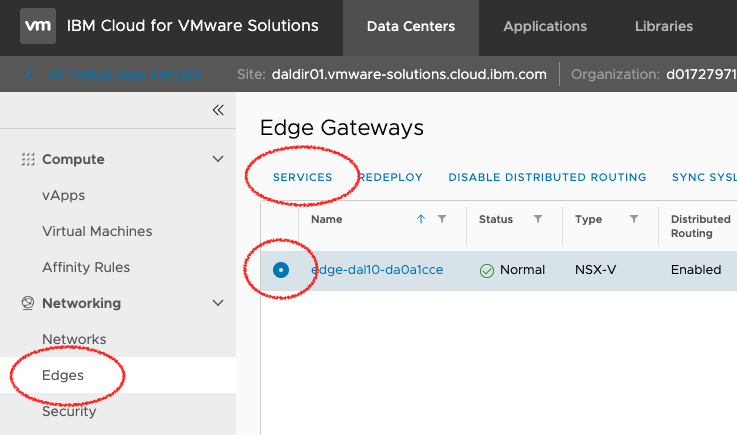 vm IBM Cloud for VMware Solutions Data Centers Applications Libraries
All Virtual data centers Site: daldir01.vmware-solutions.cloud.ibm.com Organization: d01727971
«
Edge Gateways
Compute
SERVICES REDEPLOY DISABLE DISTRIBUTED ROUTING SYNC SYSL
vApps
Name Status Type Distributed Routing
Virtual Machines
Affinity Rules
edge-dal10-da0a1cce Normal NSX-V Enabled
Networking
Networks
Edges
Security